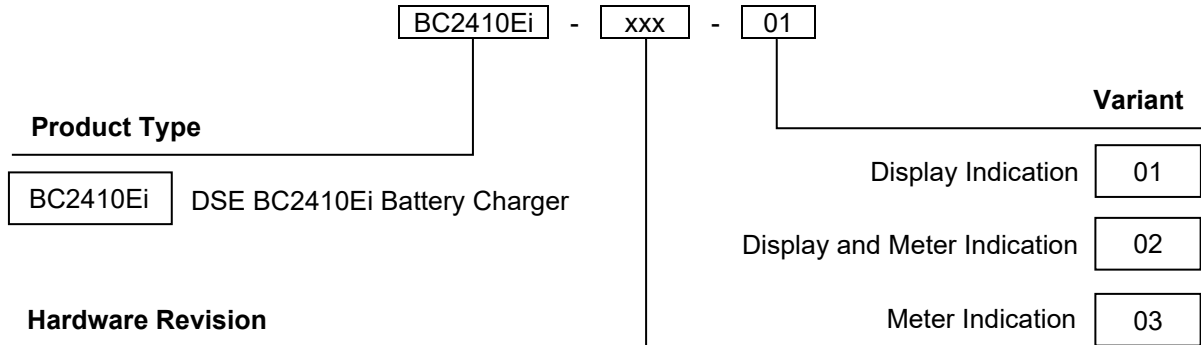 BC2410Ei - xxx - 01
Variant
Product Type
Display Indication 01
BC2410Ei DSE BC2410Ei Battery Charger
Display and Meter Indication 02
Hardware Revision
Meter Indication 03